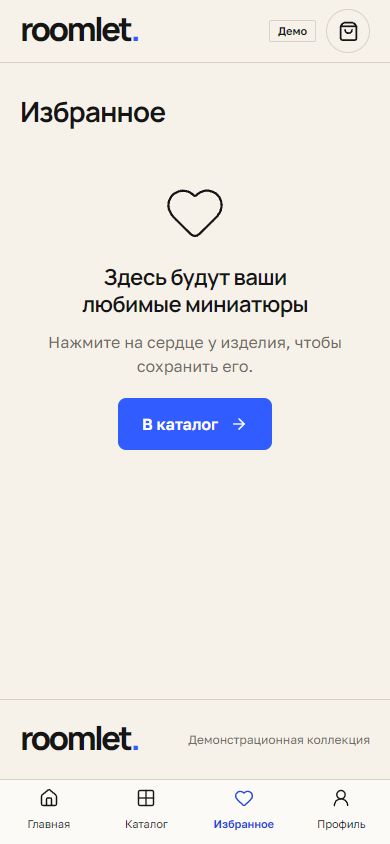 roomlet.
Демо
Избранное
Здесь будут ваши
любимые миниатюры
Нажмите на сердце у изделия, чтобы
сохранить его.
В каталог
roomlet.
Демонстрационная коллекция
Главная
Каталог
Избранное
Профиль